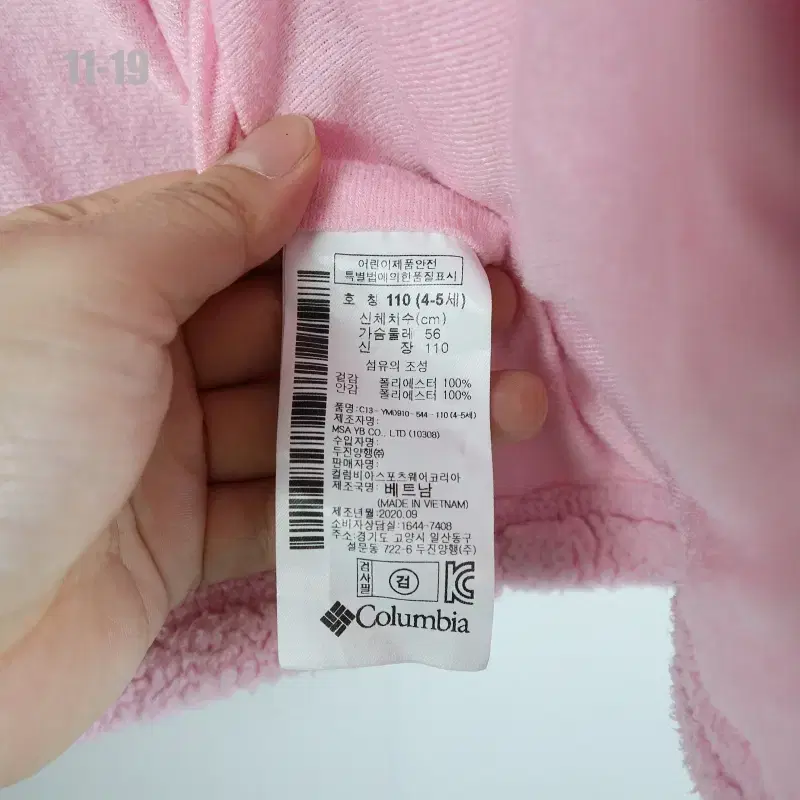 11-19
어린이제품안전
특별법에의한품질표시
호 칭 110 (4-5세)
신체치수(cm)
가슴둘레 56
신 장 110
섬유의 조성
겉감 폴리에스터 100%
안감 폴리에스터 100%
품명:C13-YMD910-544-110(4-5세)
제조자명:
MSA YB CO., LTD (10308)
수입자명:
두진양행㈜
판매자명:
컬럼비아스포츠웨어코리아
제조국명: 베트남
(MADE IN VIETNAM)
제조년월:2020.09
소비자상담실:1644-7408
주소:경기도 고양시 일산동구
설문동 722-6 두진양행(주)
검사필 검
Columbia